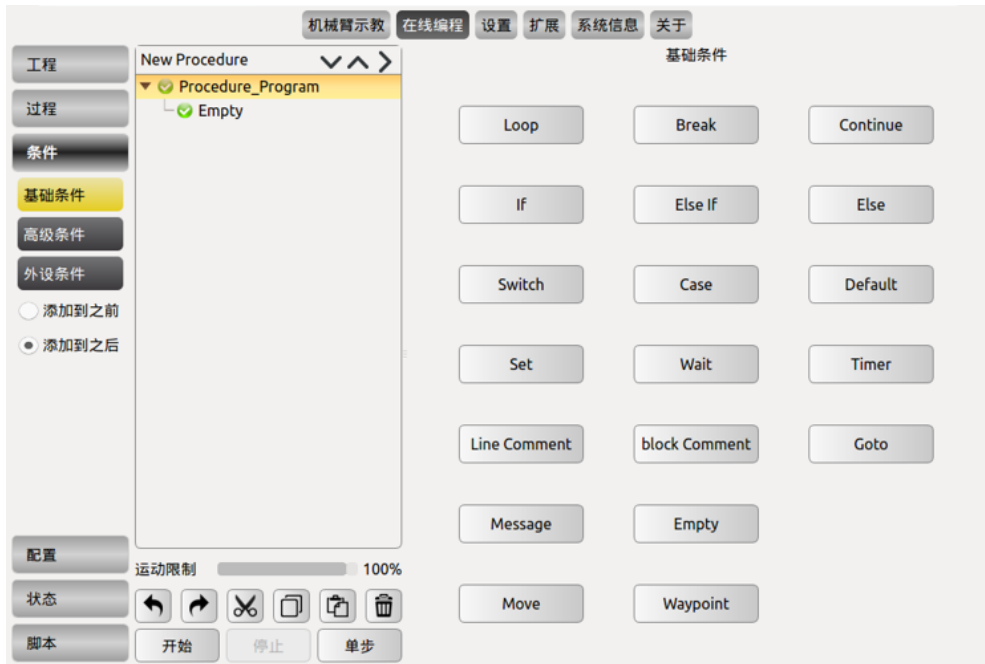 机械臂示教 在线编程 设置 扩展 系统信息 关于
工程
过程
条件
基础条件
高级条件
外设条件
添加到之前
添加到之后
配置
状态
脚本
New Procedure
Procedure_Program
Empty
运动限制 100%
开始 停止 单步
基础条件
Loop Break Continue
If Else If Else
Switch Case Default
Set Wait Timer
Line Comment block Comment Goto
Message Empty
Move Waypoint